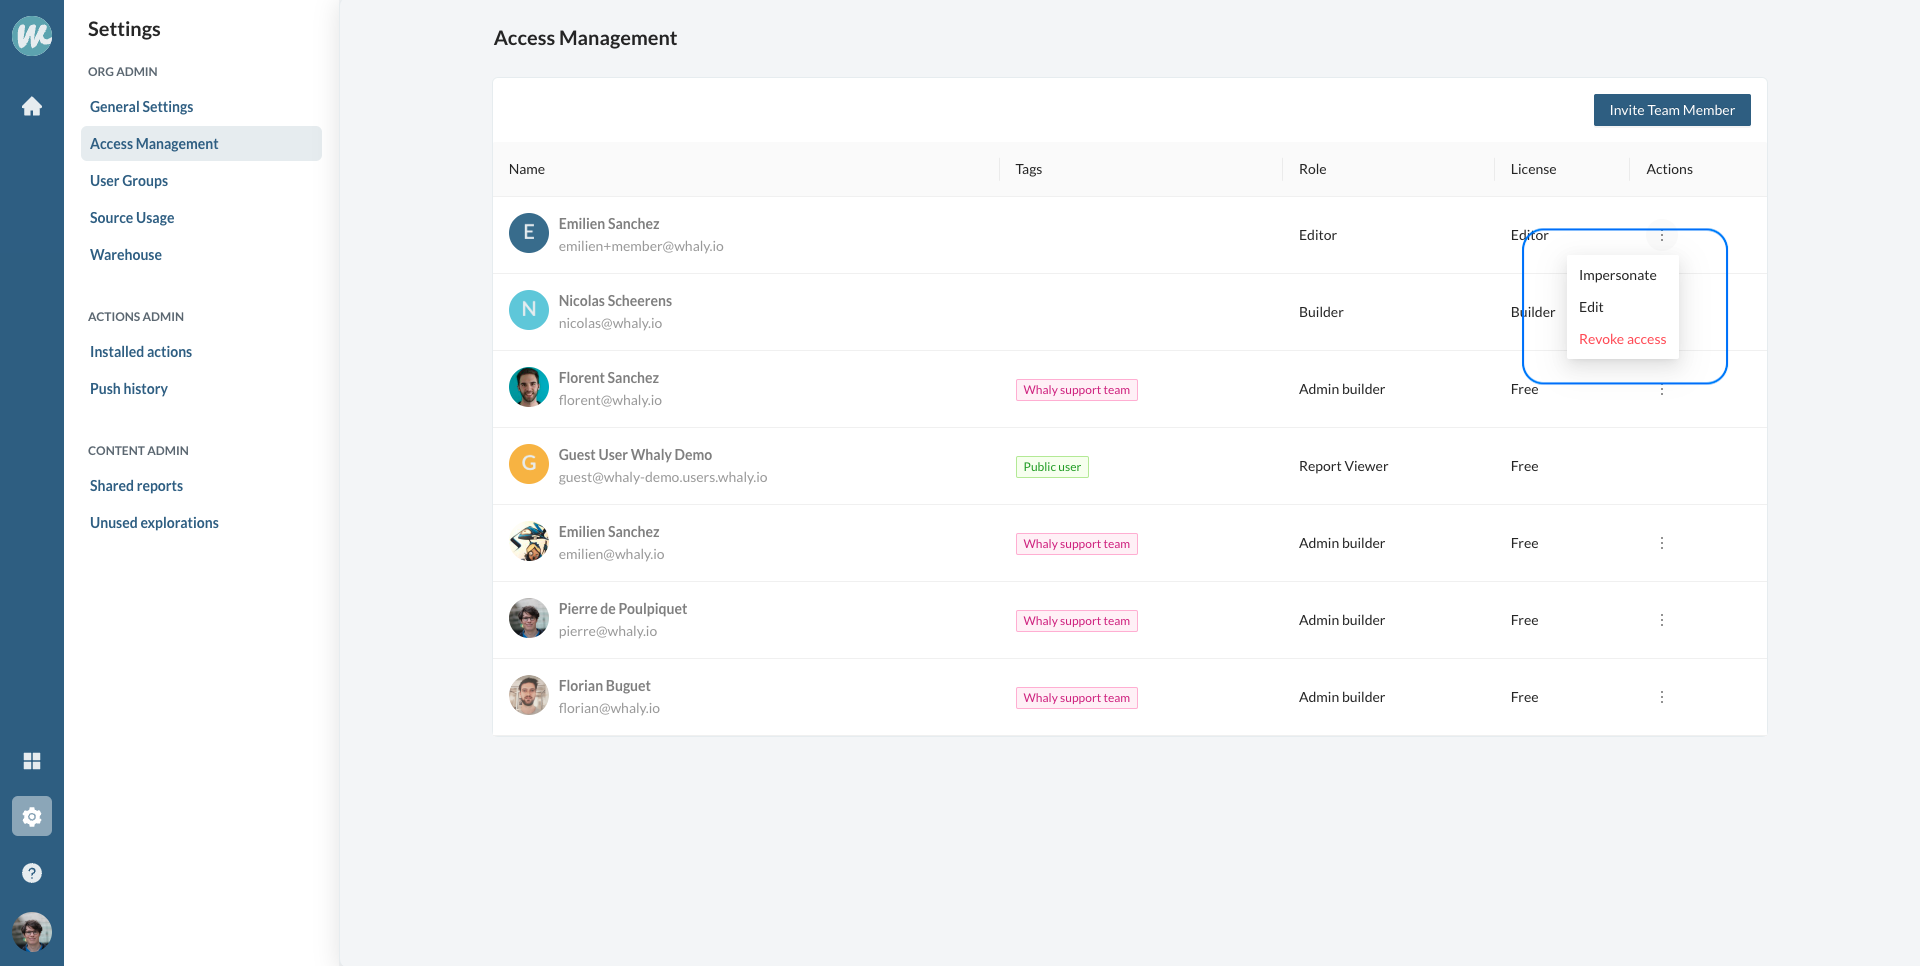 Settings
ORG ADMIN
General Settings
Access Management
User Groups
Source Usage
Warehouse
ACTIONS ADMIN
Installed actions
Push history
CONTENT ADMIN
Shared reports
Unused explorations
Access Management
Invite Team Member
Name Tags Role License Actions
E Emilien Sanchez
emilien+member@whaly.io
Editor Editor
N Nicolas Scheerens
nicolas@whaly.io
Builder Builder
Impersonate
Edit
Revoke access
Florent Sanchez
florent@whaly.io
Whaly support team Admin builder Free
G Guest User Whaly Demo
guest@whaly-demo.users.whaly.io
Public user Report Viewer Free
Emilien Sanchez
emilien@whaly.io
Whaly support team Admin builder Free
Pierre de Poulpiquet
pierre@whaly.io
Whaly support team Admin builder Free
Florian Buguet
florian@whaly.io
Whaly support team Admin builder Free